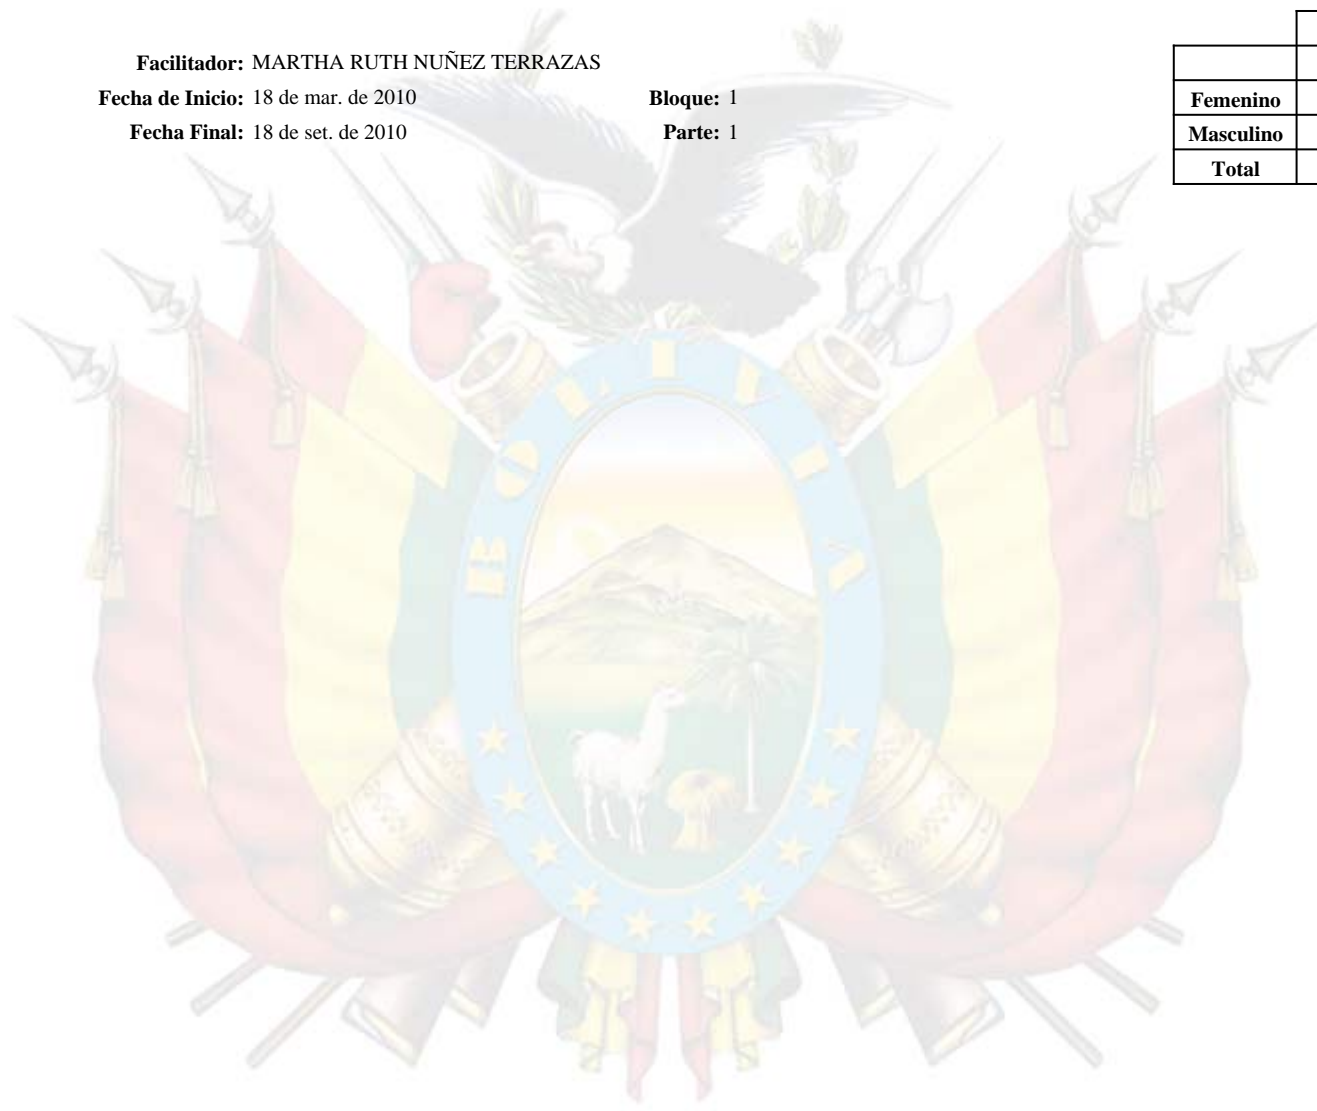 Facilitador: MARTHA RUTH NUÑEZ TERRAZAS
Fecha de Inicio: 18 de mar. de 2010 Bloque: 1
Fecha Final: 18 de set. de 2010 Parte: 1
Femenino
Masculino
Total
BOLIVIA